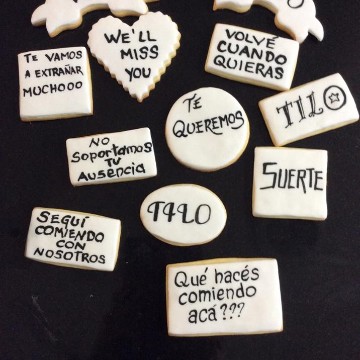 TE VAMOS
A EXTRAÑAR
MUCHOOO
WE'LL
MISS
YOU
VOLVÉ
CUANDO
QUIERAS
TE
QUEREMOS
TILO
NO
Soportamos
TU
Ausencia
SUERTE
TILO
SEGUÍ
COMIENDO
CON
NOSOTROS
Qué hacés
comiendo
acá???